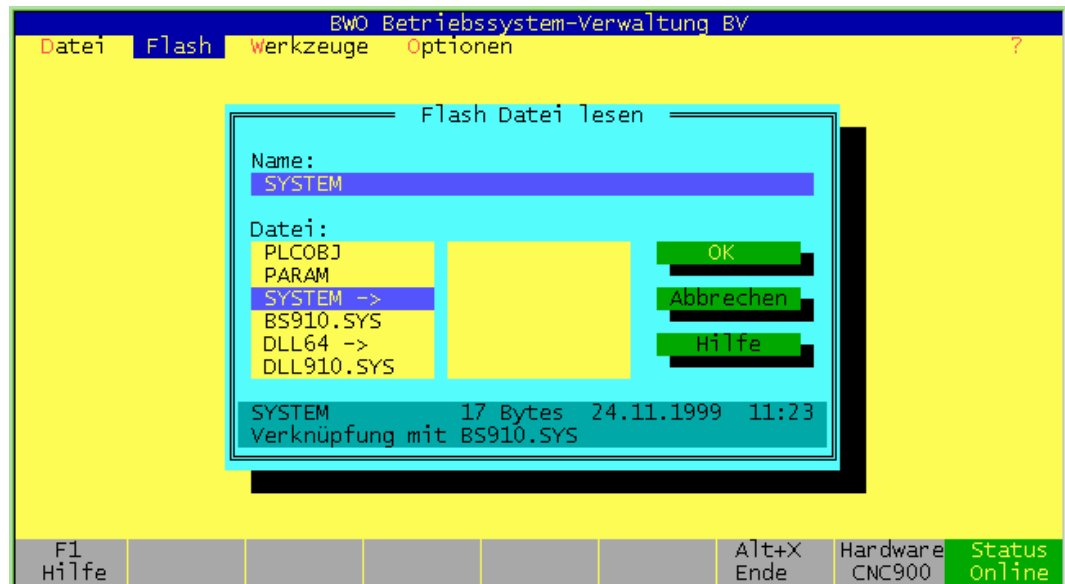 BWO Betriebssystem-Verwaltung BV
Datei Flash Werkzeuge Optionen ?
Flash Datei lesen
Name:
SYSTEM
Datei:
PLCOBJ
PARAM
SYSTEM ->
BS910.SYS
DLL64 ->
DLL910.SYS
OK
Abbrechen
Hilfe
SYSTEM 17 Bytes 24.11.1999 11:23
Verknüpfung mit BS910.SYS
F1 Alt+X Hardware Status
Hilfe Ende CNC900 Online